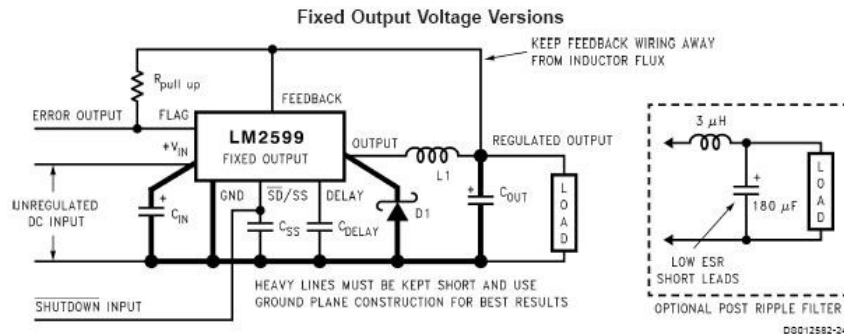 Fixed Output Voltage Versions
KEEP FEEDBACK WIRING AWAY
FROM INDUCTOR FLUX
Rpull up
FEEDBACK
ERROR OUTPUT
FLAG
LM2599
FIXED OUTPUT
+VIN
OUTPUT
L1
REGULATED OUTPUT
UNREGULATED
DC INPUT
+
CIN
GND
SD/SS
DELAY
CSS
CDELAY
D1
+
COUT
LOAD
HEAVY LINES MUST BE KEPT SHORT AND USE
GROUND PLANE CONSTRUCTION FOR BEST RESULTS
SHUTDOWN INPUT
3 μH
+
180 μF
LOAD
LOW ESR
SHORT LEADS
OPTIONAL POST RIPPLE FILTER
DS012582-24